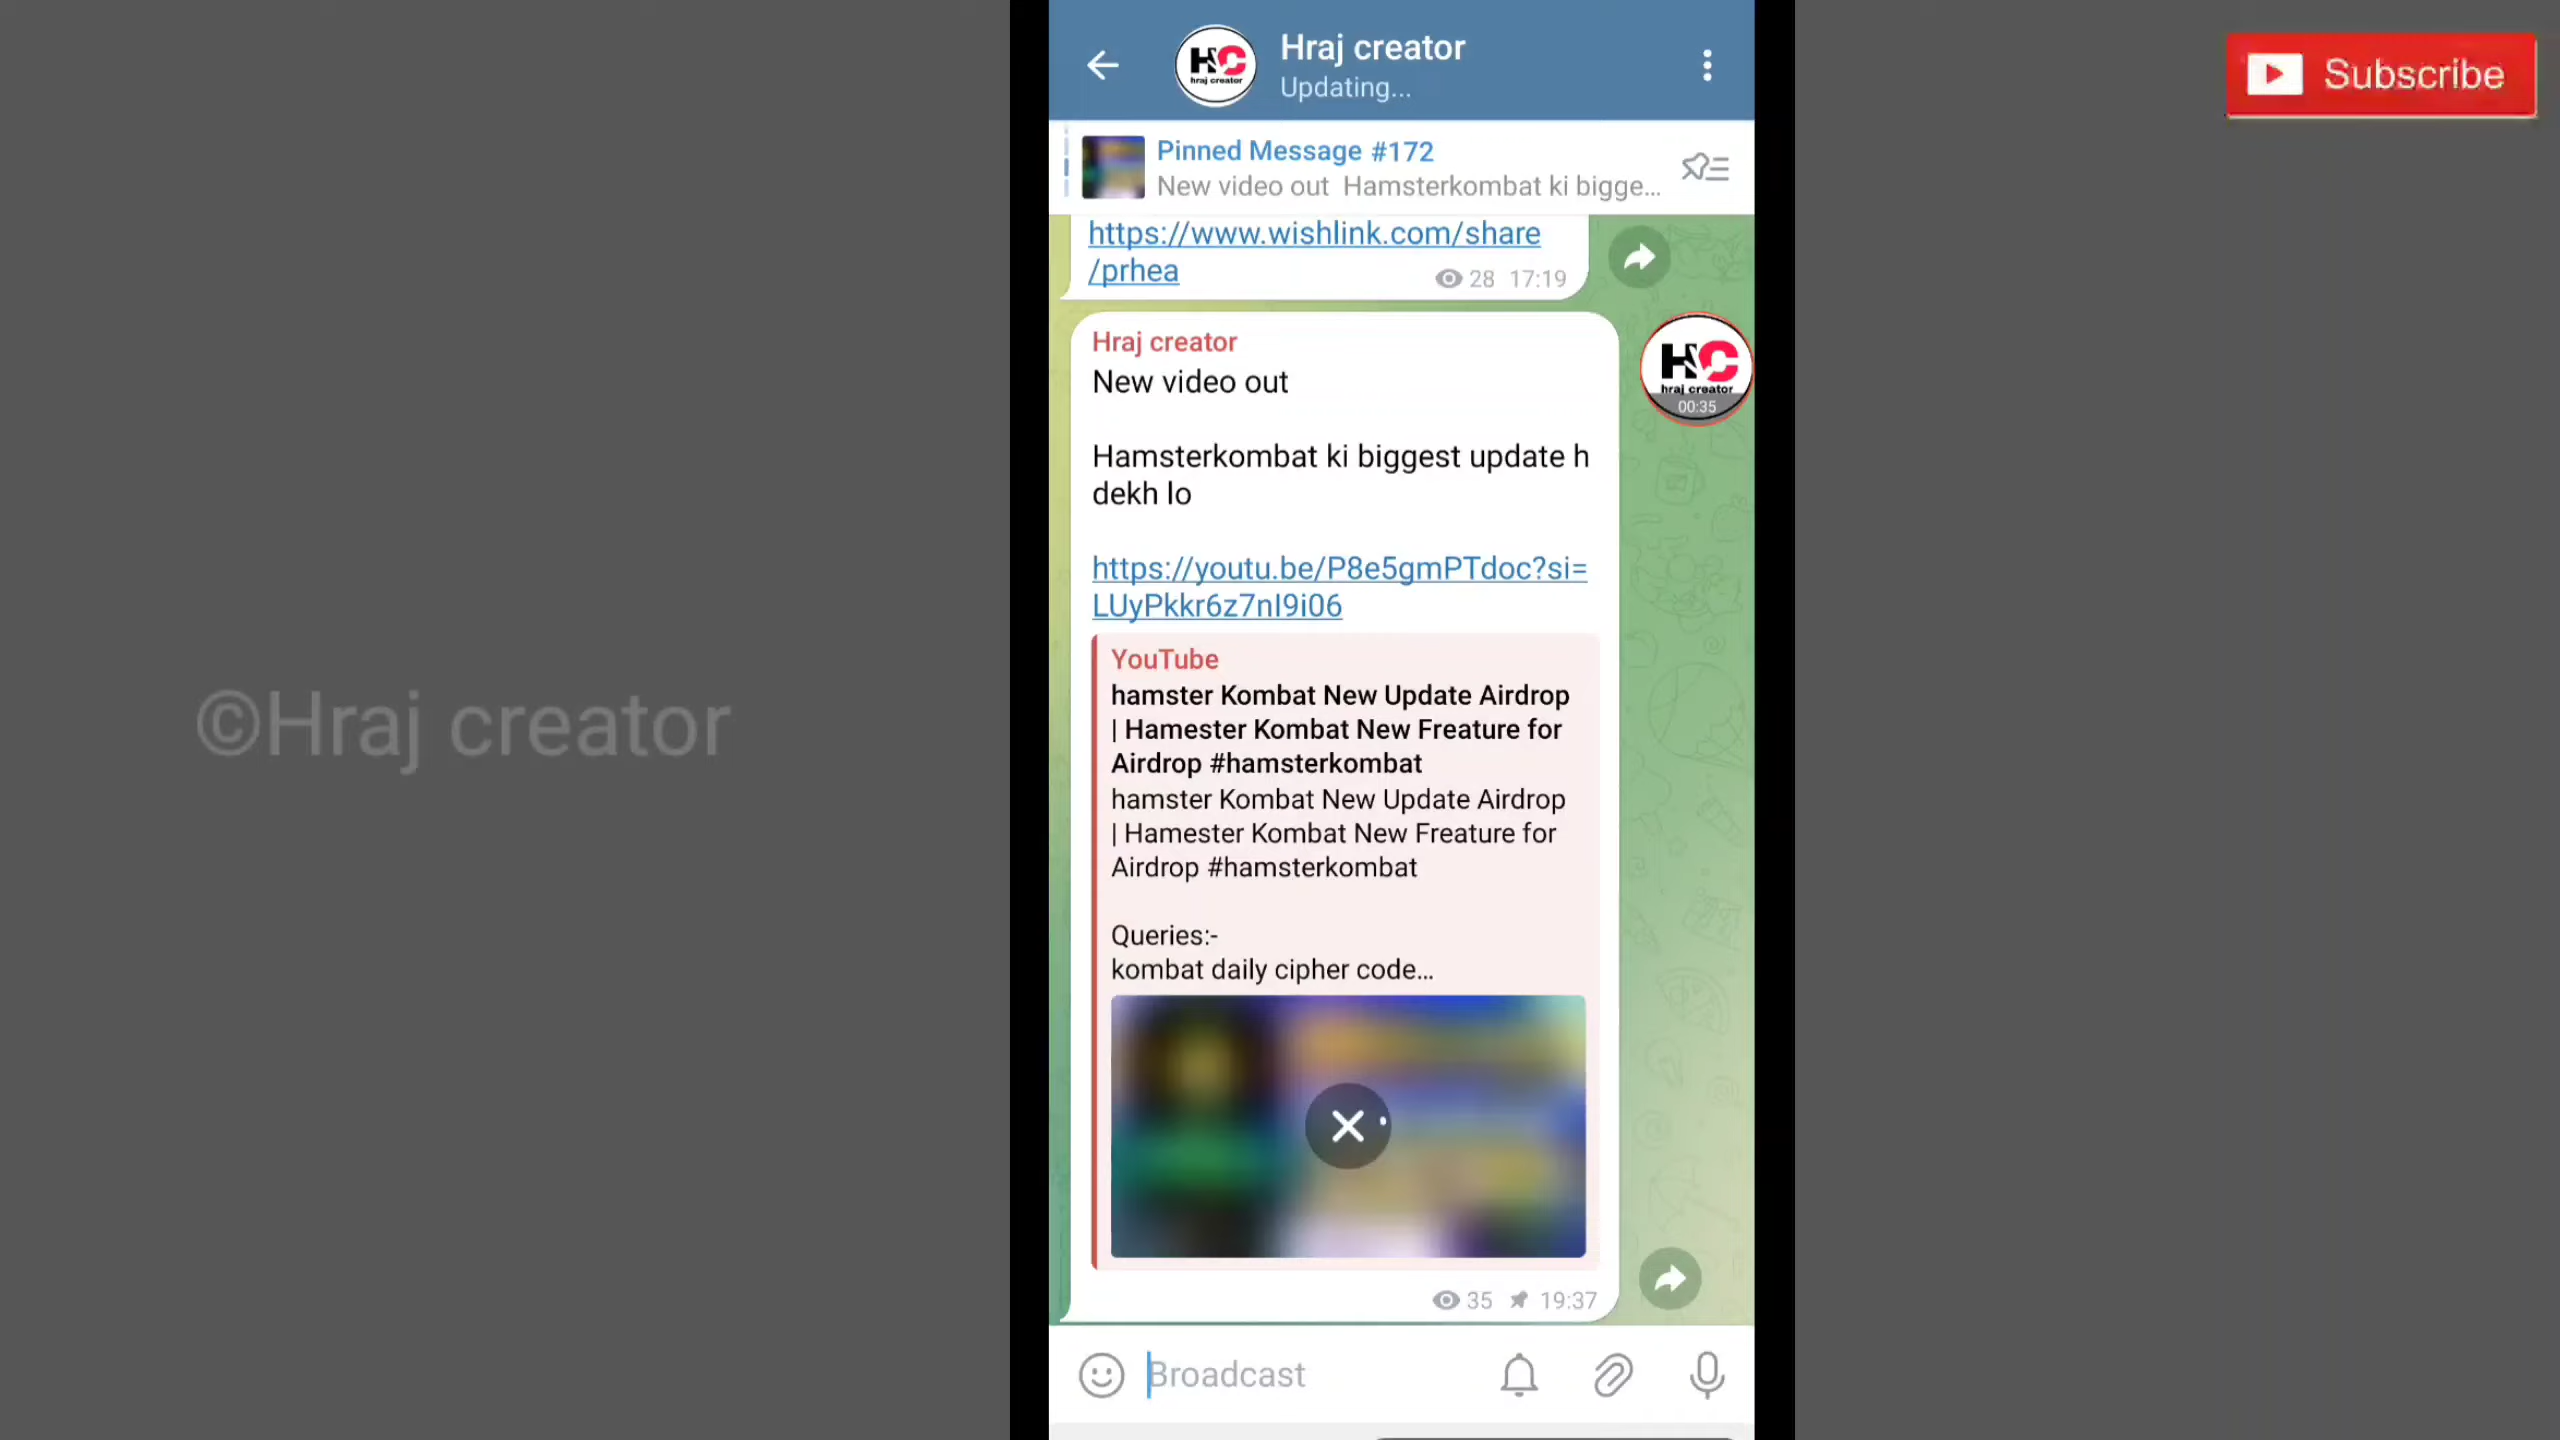 Hraj creator
Updating...
Subscribe
Pinned Message #172
New video out Hamsterkombat ki bigge...
https://www.wishlink.com/share
/prhea
28 17:19
Hraj creator
New video out
HC
hraj creator
00:35
Hamsterkombat ki biggest update h
dekh lo
https://youtu.be/P8e5gmPTdoc?si=
LUyPkkr6z7nI9i06
YouTube
hamster Kombat New Update Airdrop
| Hamester Kombat New Freature for
Airdrop #hamsterkombat
hamster Kombat New Update Airdrop
| Hamester Kombat New Freature for
Airdrop #hamsterkombat
Queries:-
kombat daily cipher code...
35 19:37
Broadcast
©Hraj creator
HC
hraj creator